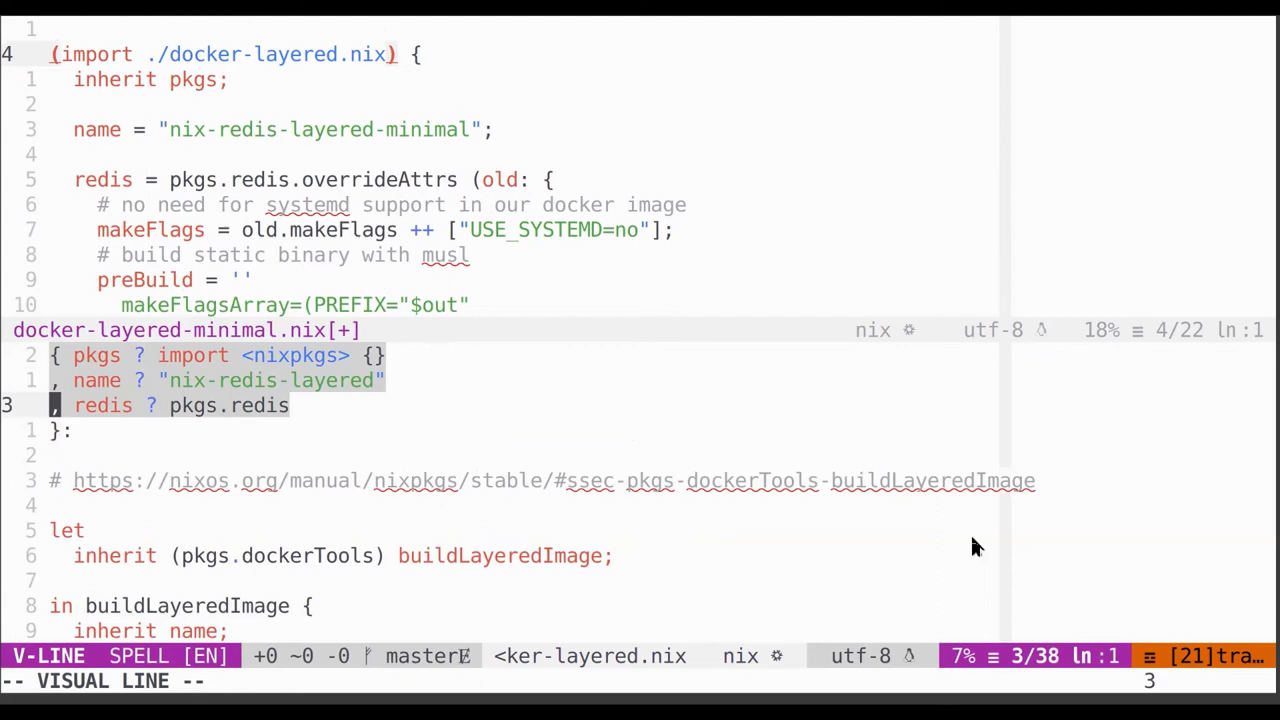 1
4 (import ./docker-layered.nix) {
1 inherit pkgs;
2
3 name = "nix-redis-layered-minimal";
4
5 redis = pkgs.redis.overrideAttrs (old: {
6 # no need for systemd support in our docker image
7 makeFlags = old.makeFlags ++ ["USE_SYSTEMD=no"];
8 # build static binary with musl
9 preBuild = ''
10 makeFlagsArray=(PREFIX="$out"
docker-layered-minimal.nix[+] nix ⚙ utf-8 18% ≡ 4/22 ln:1
2 { pkgs ? import <nixpkgs> {}
1 , name ? "nix-redis-layered"
3 , redis ? pkgs.redis
1 }:
2
3 # https://nixos.org/manual/nixpkgs/stable/#ssec-pkgs-dockerTools-buildLayeredImage
4
5 let
6 inherit (pkgs.dockerTools) buildLayeredImage;
7
8 in buildLayeredImage {
9 inherit name;
V-LINE SPELL [EN] +0 ~0 -0 ᚠ masterɆ <ker-layered.nix nix ⚙ utf-8 7% ≡ 3/38 ln:1 ≡ [21]tra…
-- VISUAL LINE -- 3